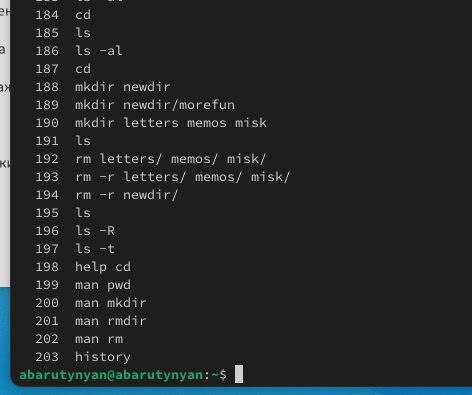 184 cd
185 ls
186 ls -al
187 cd
188 mkdir newdir
189 mkdir newdir/morefun
190 mkdir letters memos misk
191 ls
192 rm letters/ memos/ misk/
193 rm -r letters/ memos/ misk/
194 rm -r newdir/
195 ls
196 ls -R
197 ls -t
198 help cd
199 man pwd
200 man mkdir
201 man rmdir
202 man rm
203 history
abarutynyan@abarutynyan:~$